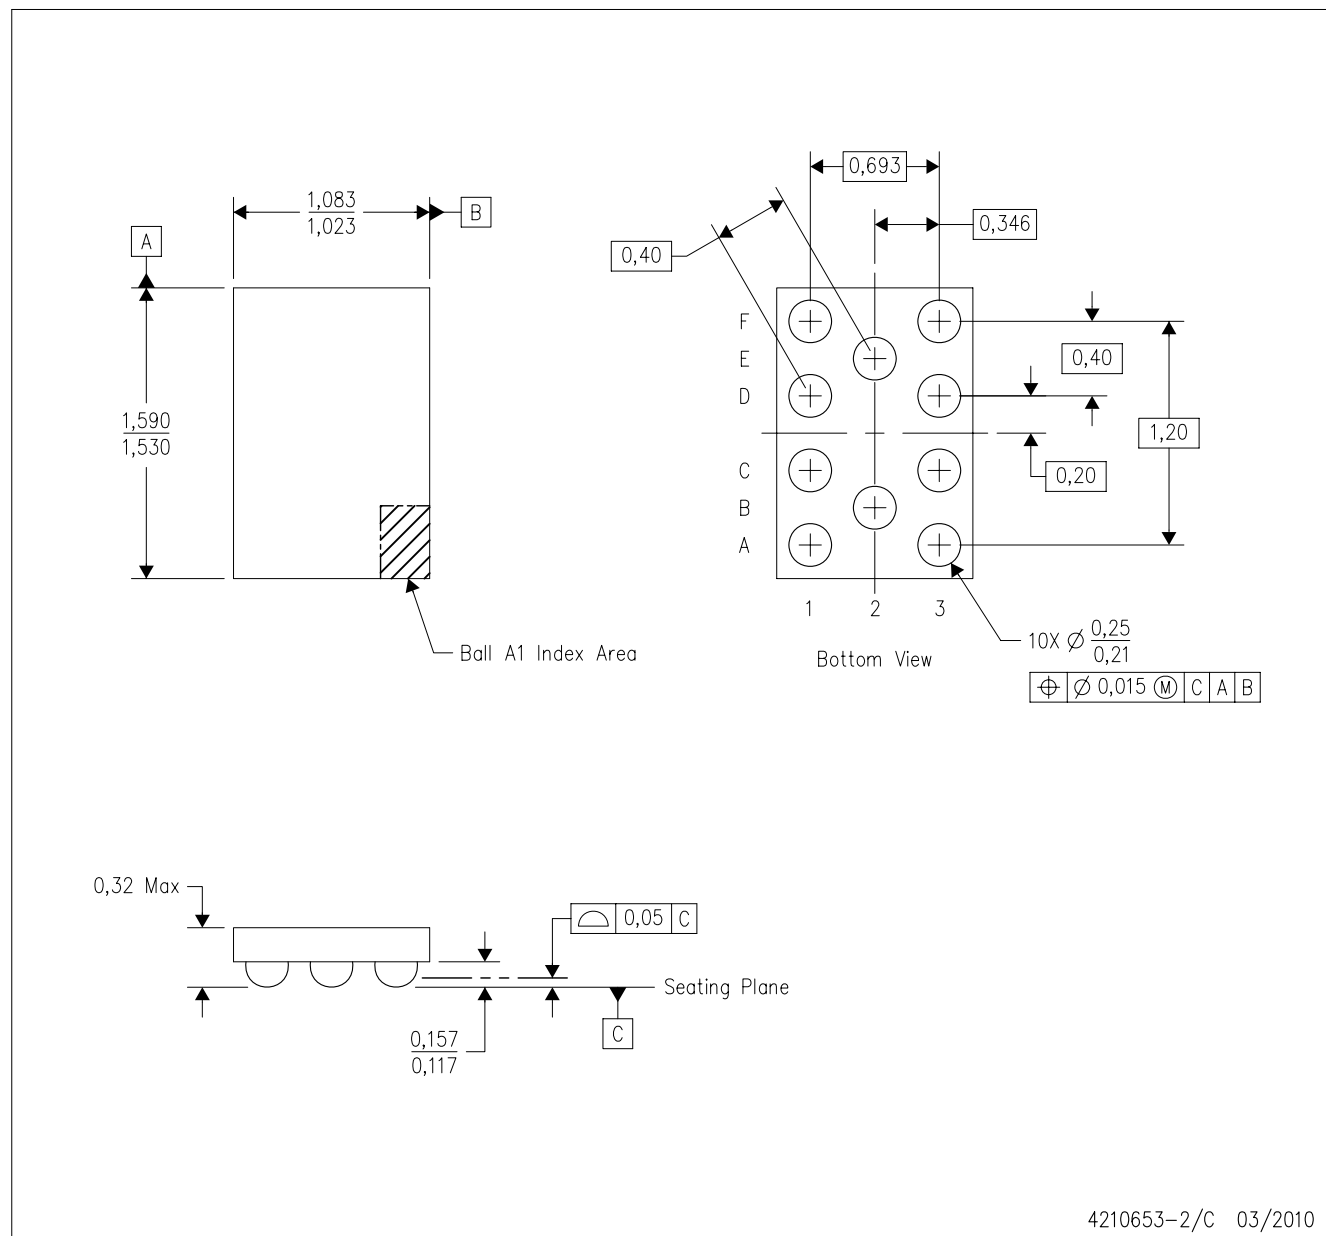 0,693
1,083
1,023
B
0,346
A
0,40
F
E
D
C
B
A
0,40
1,590
1,530
1,20
0,20
1 2 3
Ball A1 Index Area
Bottom View
10X Ø 0,25
0,21
⌖ Ø 0,015 Ⓜ C A B
0,32 Max
⌓ 0,05 C
Seating Plane
C
0,157
0,117
4210653-2/C 03/2010